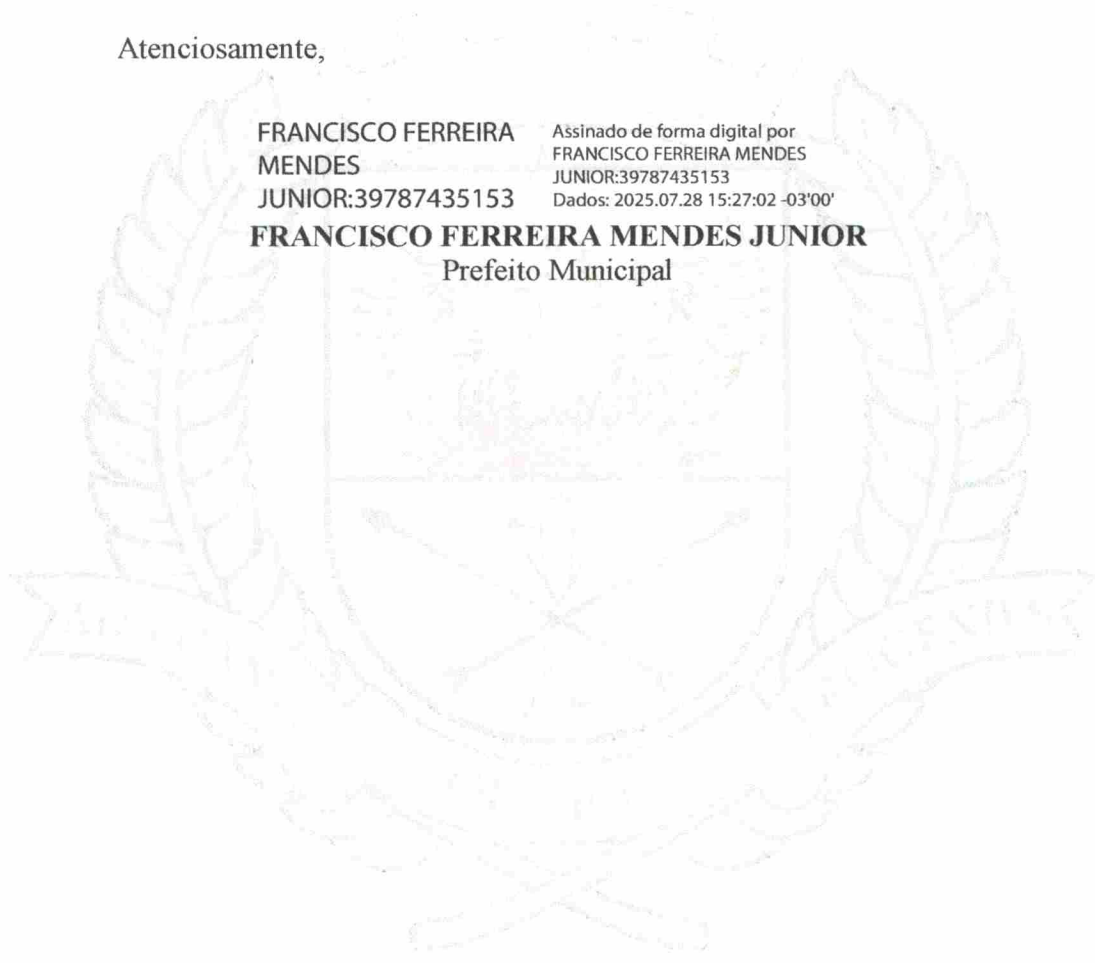 Atenciosamente,
FRANCISCO FERREIRA
MENDES
JUNIOR:39787435153
Assinado de forma digital por
FRANCISCO FERREIRA MENDES
JUNIOR:39787435153
Dados: 2025.07.28 15:27:02 -03'00'
FRANCISCO FERREIRA MENDES JUNIOR
Prefeito Municipal